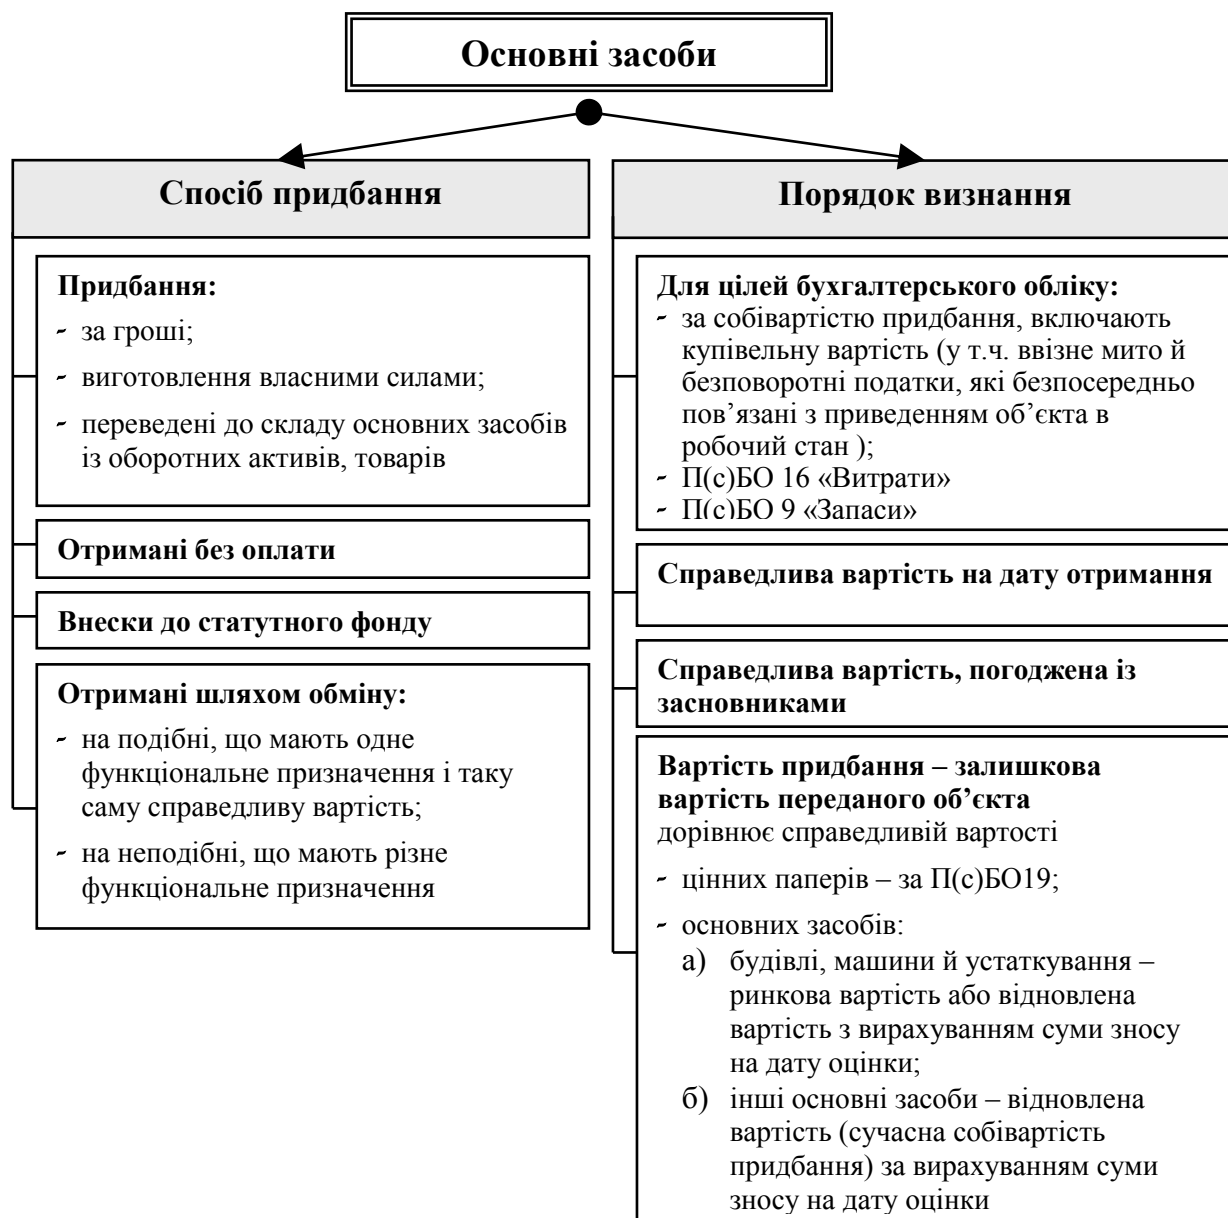 Основні засоби
Спосіб придбання
Придбання:
- за гроші;
- виготовлення власними силами;
- переведені до складу основних засобів
із оборотних активів, товарів
Отримані без оплати
Внески до статутного фонду
Отримані шляхом обміну:
- на подібні, що мають одне
функціональне призначення і таку
саму справедливу вартість;
- на неподібні, що мають різне
функціональне призначення
Порядок визнання
Для цілей бухгалтерського обліку:
- за собівартістю придбання, включають
купівельну вартість (у т.ч. ввізне мито й
безповоротні податки, які безпосередньо
пов’язані з приведенням об’єкта в
робочий стан );
- П(с)БО 16 «Витрати»
- П(с)БО 9 «Запаси»
Справедлива вартість на дату отримання
Справедлива вартість, погоджена із
засновниками
Вартість придбання – залишкова
вартість переданого об’єкта
дорівнює справедливій вартості
- цінних паперів – за П(с)БО19;
- основних засобів:
а) будівлі, машини й устаткування –
ринкова вартість або відновлена
вартість з вирахуванням суми зносу
на дату оцінки;
б) інші основні засоби – відновлена
вартість (сучасна собівартість
придбання) за вирахуванням суми
зносу на дату оцінки